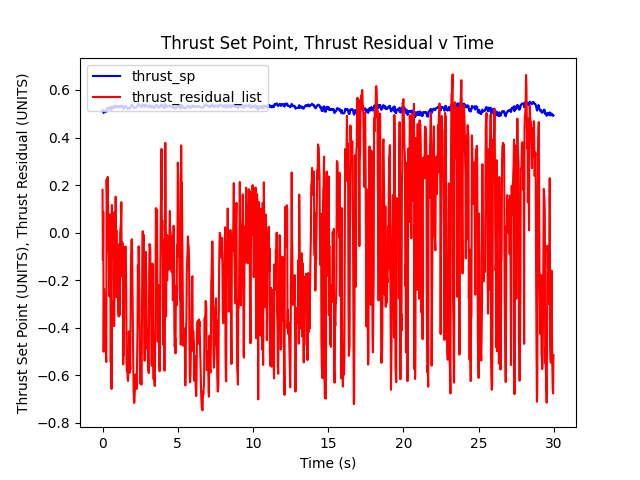 Thrust Set Point, Thrust Residual v Time
thrust_sp
thrust_residual_list
Thrust Set Point (UNITS), Thrust Residual (UNITS)
0.6
0.4
0.2
0.0
−0.2
−0.4
−0.6
−0.8
0 5 10 15 20 25 30
Time (s)